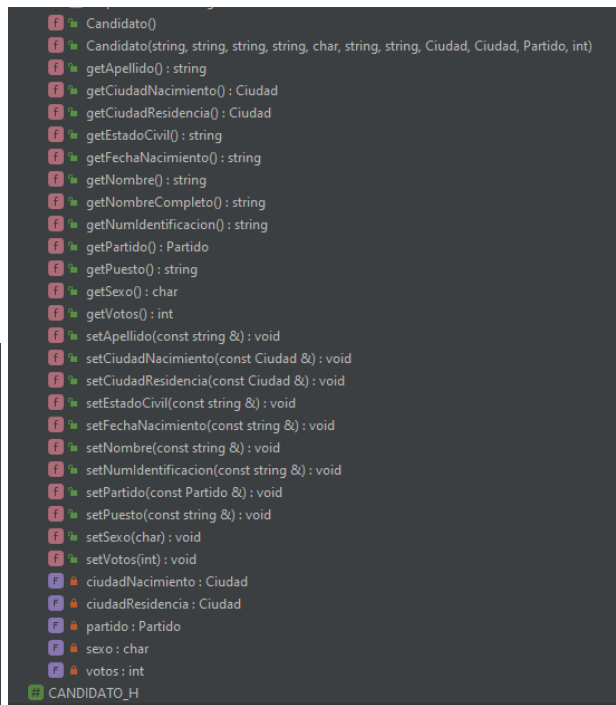 Candidato()
Candidato(string, string, string, string, char, string, string, Ciudad, Ciudad, Partido, int)
getApellido() : string
getCiudadNacimiento() : Ciudad
getCiudadResidencia() : Ciudad
getEstadoCivil() : string
getFechaNacimiento() : string
getNombre() : string
getNombreCompleto() : string
getNumIdentificacion() : string
getPartido() : Partido
getPuesto() : string
getSexo() : char
getVotos() : int
setApellido(const string &) : void
setCiudadNacimiento(const Ciudad &) : void
setCiudadResidencia(const Ciudad &) : void
setEstadoCivil(const string &) : void
setFechaNacimiento(const string &) : void
setNombre(const string &) : void
setNumIdentificacion(const string &) : void
setPartido(const Partido &) : void
setPuesto(const string &) : void
setSexo(char) : void
setVotos(int) : void
ciudadNacimiento : Ciudad
ciudadResidencia : Ciudad
partido : Partido
sexo : char
votos : int
# CANDIDATO_H